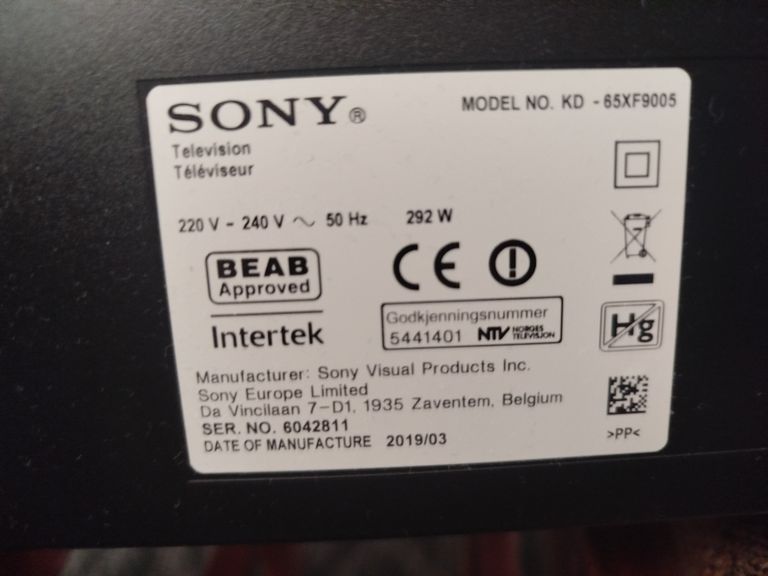 SONY®
MODEL NO. KD - 65XF9005
Television
Téléviseur
220 V - 240 V ~ 50 Hz 292 W
BEAB
Approved
Intertek
CE
Godkjenningsnummer
5441401 NTV NORGES TELEVISJON
Hg
Manufacturer: Sony Visual Products Inc.
Sony Europe Limited
Da Vincilaan 7-D1, 1935 Zaventem, Belgium
SER. NO. 6042811
DATE OF MANUFACTURE 2019/03
>PP<